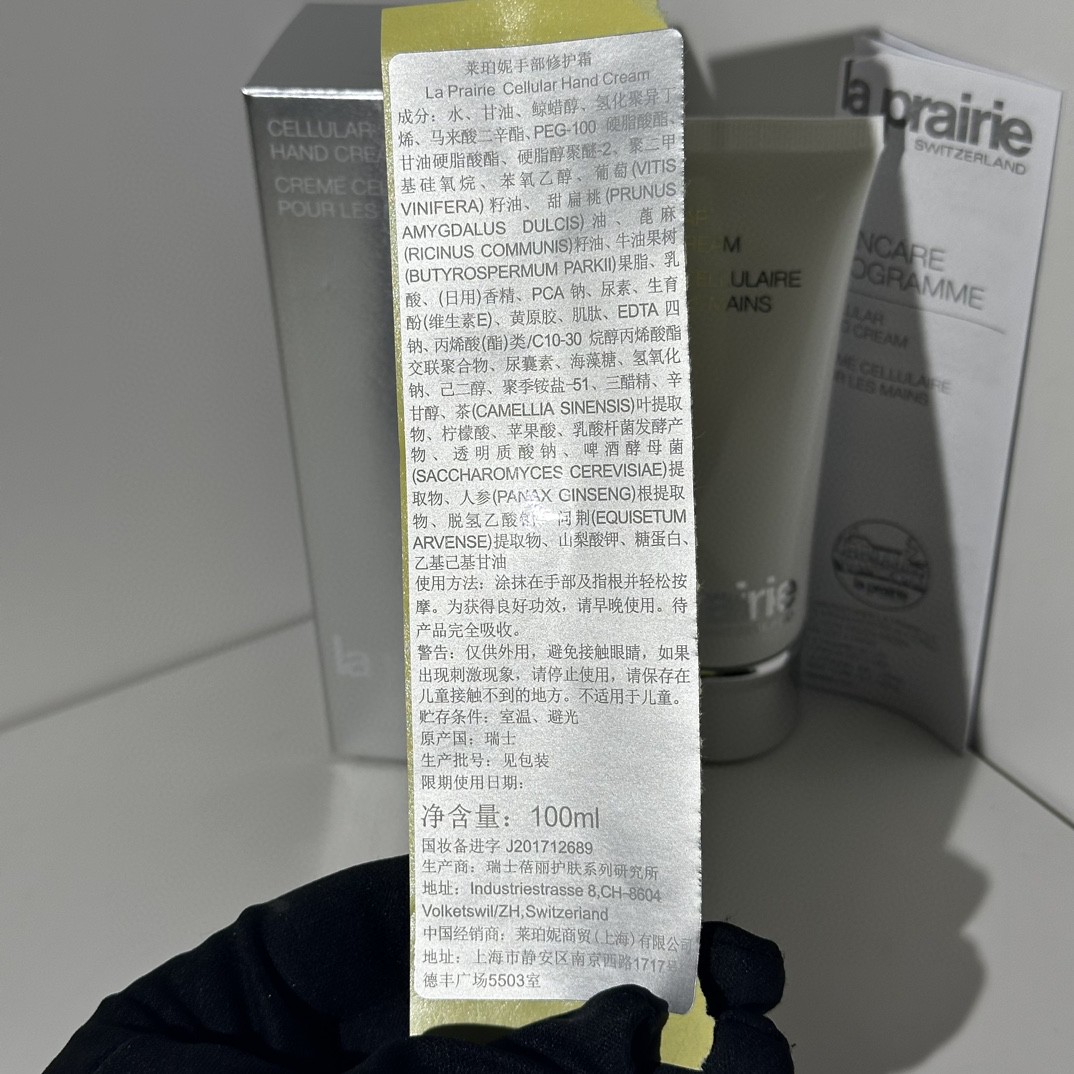 莱珀妮手部修护霜
La Prairie Cellular Hand Cream
成分：水、甘油、鲸蜡醇、氢化聚异丁
烯、马来酸二辛酯、PEG-100 硬脂酸酯、
甘油硬脂酸酯、硬脂醇聚醚-2、聚二甲
基硅氧烷、苯氧乙醇、葡萄(VITIS
VINIFERA)籽油、甜扁桃(PRUNUS
AMYGDALUS DULCIS)油、蓖麻
(RICINUS COMMUNIS)籽油、牛油果树
(BUTYROSPERMUM PARKII)果脂、乳
酸、(日用)香精、PCA 钠、尿素、生育
酚(维生素E)、黄原胶、肌肽、EDTA 四
钠、丙烯酸(酯)类/C10-30 烷醇丙烯酸酯
交联聚合物、尿囊素、海藻糖、氢氧化
钠、己二醇、聚季铵盐-51、三醋精、辛
甘醇、茶(CAMELLIA SINENSIS)叶提取
物、柠檬酸、苹果酸、乳酸杆菌发酵产
物、透明质酸钠、啤酒酵母菌
(SACCHAROMYCES CEREVISIAE)提
取物、人参(PANAX GINSENG)根提取
物、脱氢乙酸 问荆(EQUISETUM
ARVENSE)提取物、山梨酸钾、糖蛋白、
乙基己基甘油
使用方法：涂抹在手部及指根并轻松按
摩。为获得良好功效，请早晚使用。待
产品完全吸收。
警告：仅供外用，避免接触眼睛，如果
出现刺激现象，请停止使用，请保存在
儿童接触不到的地方。不适用于儿童。
贮存条件：室温、避光
原产国：瑞士
生产批号：见包装
限期使用日期：
净含量：100ml
国妆备进字 J201712689
生产商：瑞士蓓丽护肤系列研究所
地址：Industriestrasse 8,CH-8604
Volketswil/ZH,Switzerland
中国经销商：莱珀妮商贸(上海)有限公司
地址：上海市静安区南京西路1717号
德丰广场5503室
CELLULAR
HAND CREA
CREME CEL
POUR LES
la
M
ULAIRE
AINS
airie
la prairie
SWITZERLAND
NCARE
OGRAMME
ULAR
CREAM
ME CELLULAIRE
R LES MAINS
la prairie